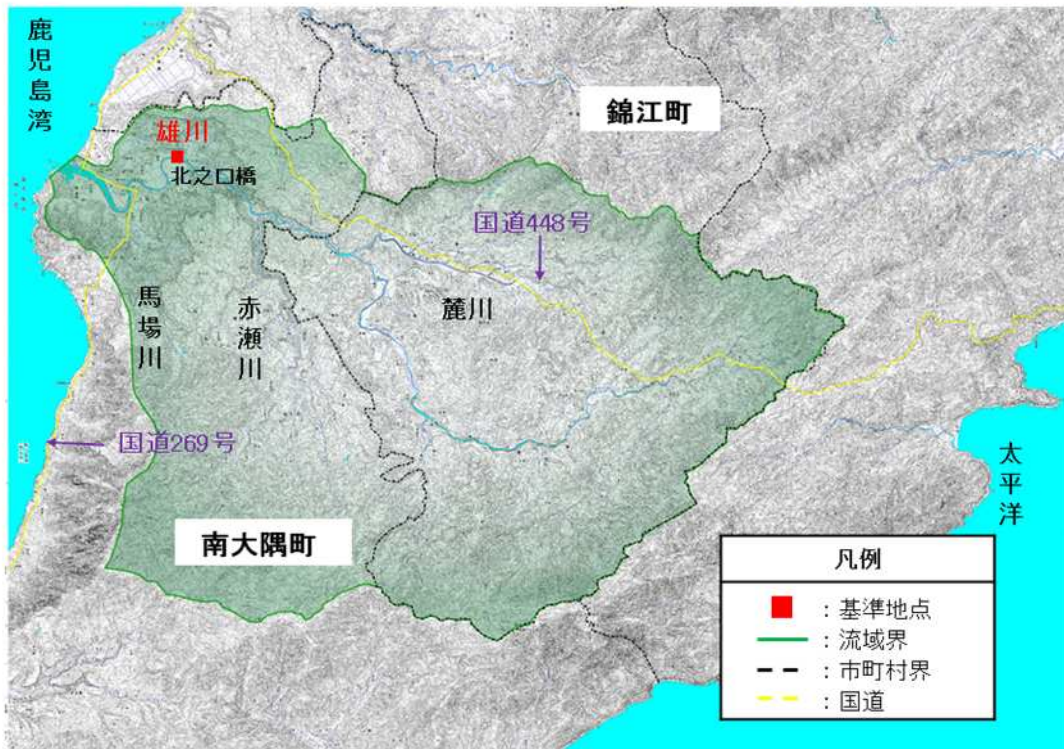 鹿児島湾
錦江町
雄川
北之口橋
国道448号
馬場川
赤瀬川
麓川
国道269号
太平洋
南大隅町
凡例
：基準地点
：流域界
：市町村界
：国道